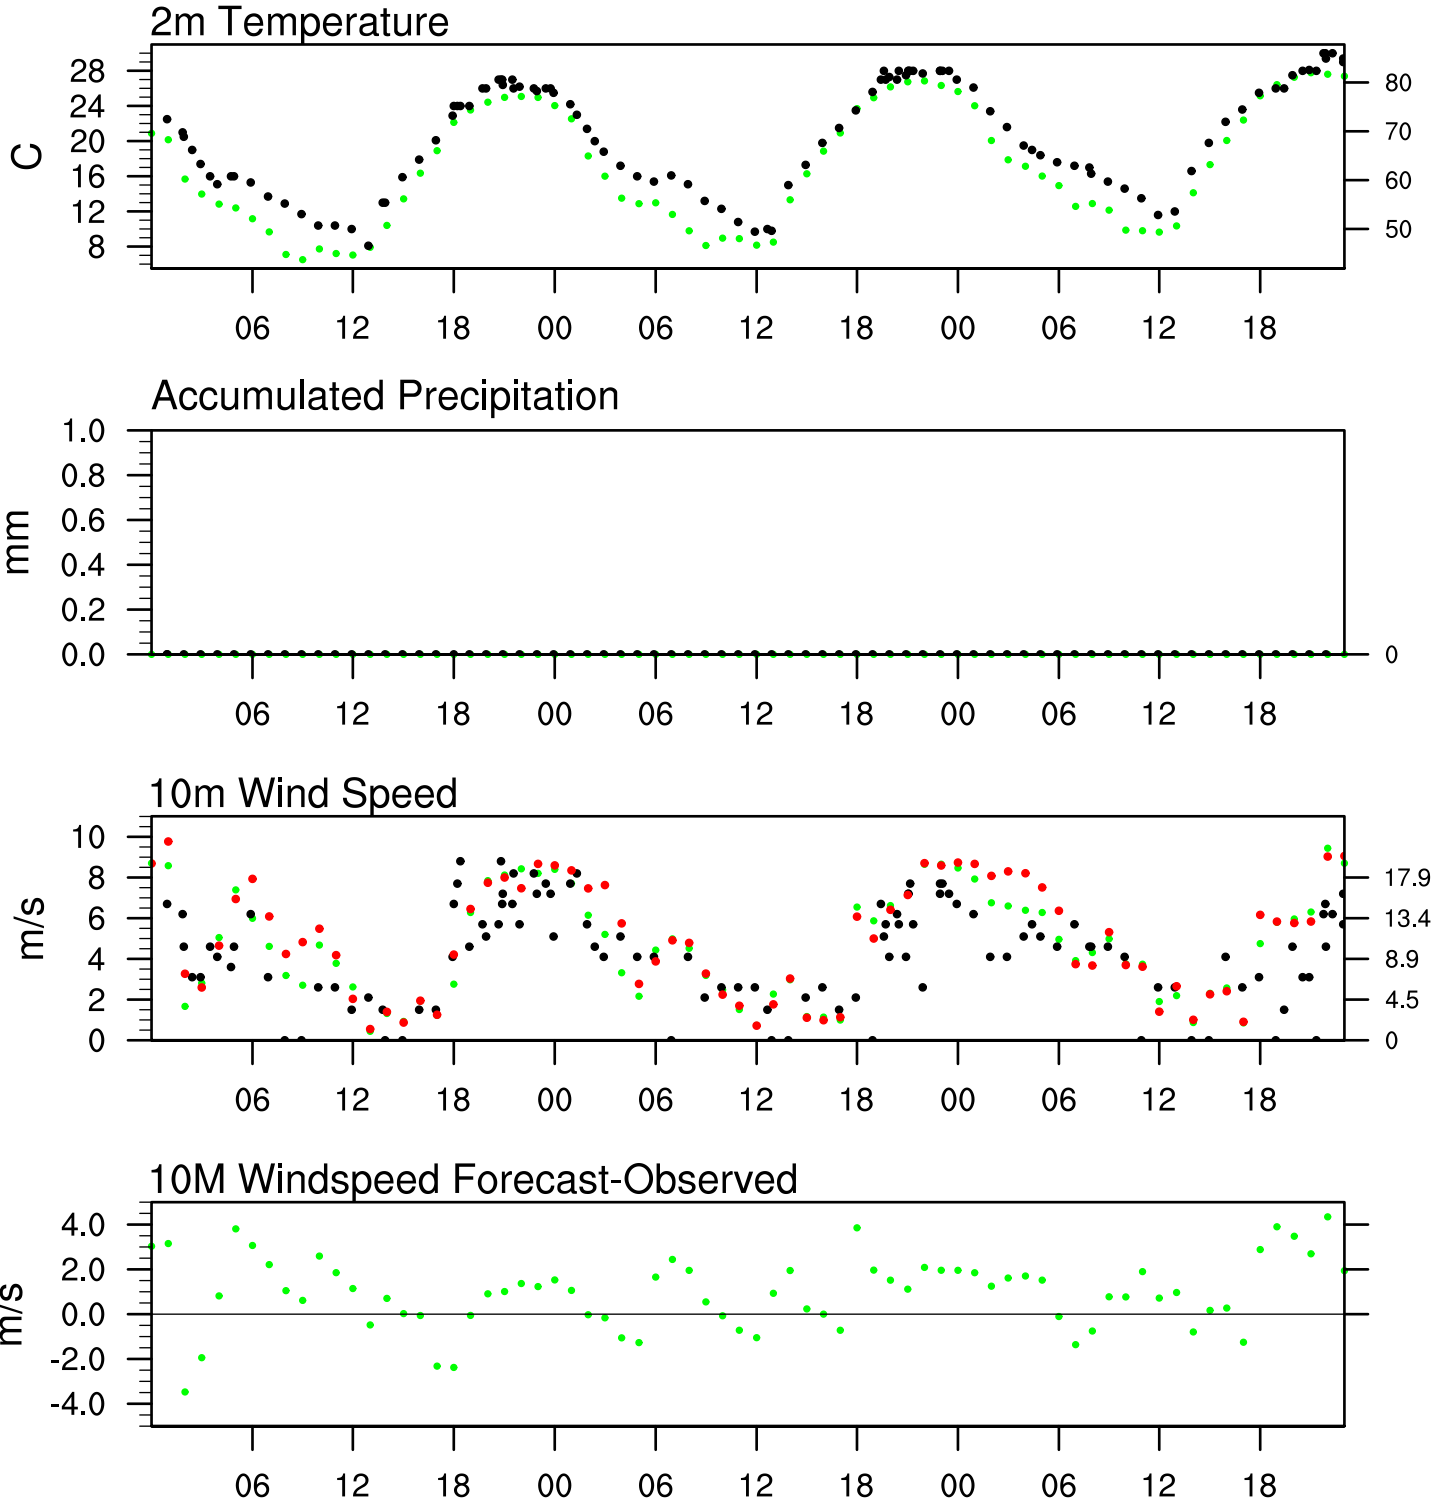 2m Temperature
28
24
20
16
12
8
C
80
70
60
50
06 12 18 00 06 12 18 00 06 12 18
Accumulated Precipitation
1.0
0.8
0.6
0.4
0.2
0.0
mm
0
06 12 18 00 06 12 18 00 06 12 18
10m Wind Speed
10
8
6
4
2
0
m/s
17.9
13.4
8.9
4.5
0
06 12 18 00 06 12 18 00 06 12 18
10M Windspeed Forecast-Observed
4.0
2.0
0.0
-2.0
-4.0
m/s
06 12 18 00 06 12 18 00 06 12 18